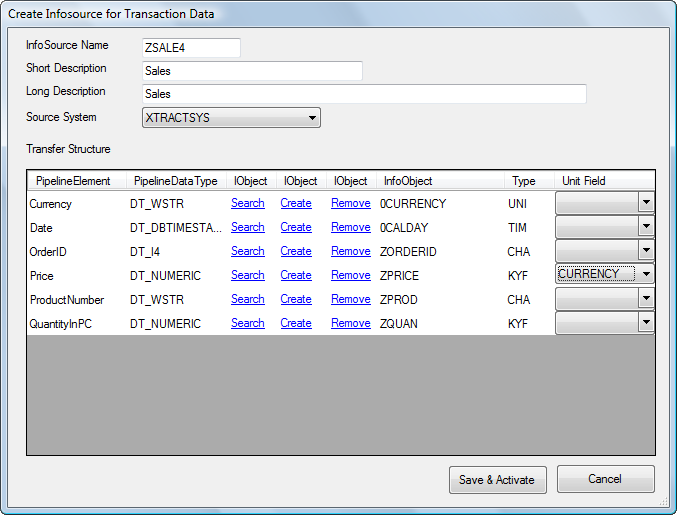 Create Infosource for Transaction Data
InfoSource Name ZSALE4
Short Description Sales
Long Description Sales
Source System XTRACTSYS
Transfer Structure
PipelineElement PipelineDataType IObject IObject IObject InfoObject Type Unit Field
Currency DT_WSTR Search Create Remove 0CURRENCY UNI
Date DT_DBTIMESTA... Search Create Remove 0CALDAY TIM
OrderID DT_I4 Search Create Remove ZORDERID CHA
Price DT_NUMERIC Search Create Remove ZPRICE KYF CURRENCY
ProductNumber DT_WSTR Search Create Remove ZPROD CHA
QuantityInPC DT_NUMERIC Search Create Remove ZQUAN KYF
Save & Activate Cancel